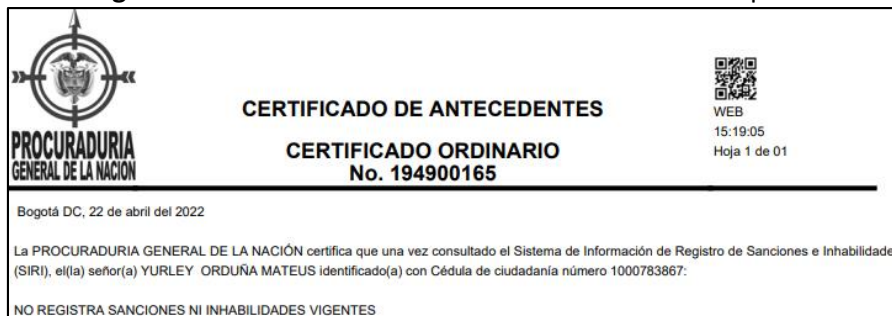 PROCURADURIA
GENERAL DE LA NACION
CERTIFICADO DE ANTECEDENTES
CERTIFICADO ORDINARIO
No. 194900165
WEB
15:19:05
Hoja 1 de 01
Bogotá DC, 22 de abril del 2022
La PROCURADURIA GENERAL DE LA NACIÓN certifica que una vez consultado el Sistema de Información de Registro de Sanciones e Inhabilidade
(SIRI), el(la) señor(a) YURLEY ORDUÑA MATEUS identificado(a) con Cédula de ciudadanía número 1000783867:
NO REGISTRA SANCIONES NI INHABILIDADES VIGENTES